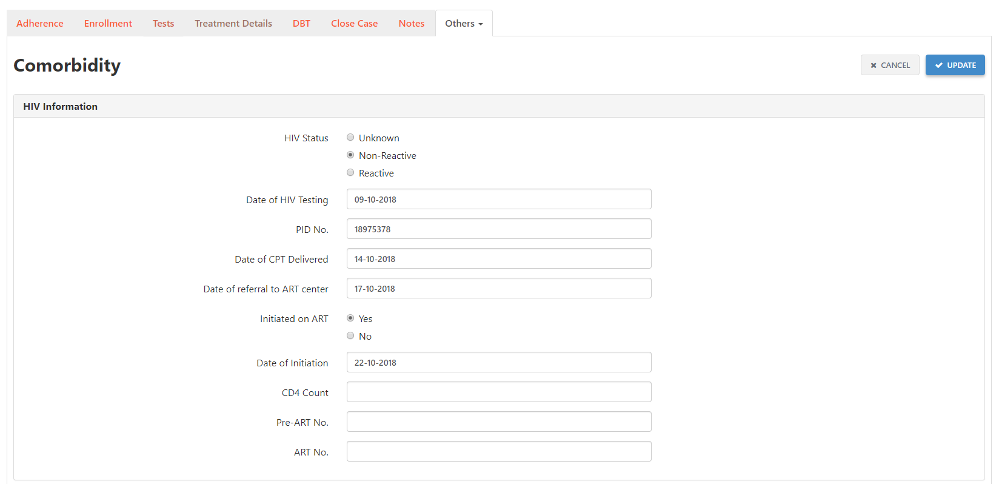 Adherence Enrollment Tests Treatment Details DBT Close Case Notes Others
Comorbidity
CANCEL UPDATE
HIV Information
HIV Status Unknown
Non-Reactive
Reactive
Date of HIV Testing 09-10-2018
PID No. 18975378
Date of CPT Delivered 14-10-2018
Date of referral to ART center 17-10-2018
Initiated on ART Yes
No
Date of Initiation 22-10-2018
CD4 Count
Pre-ART No.
ART No.